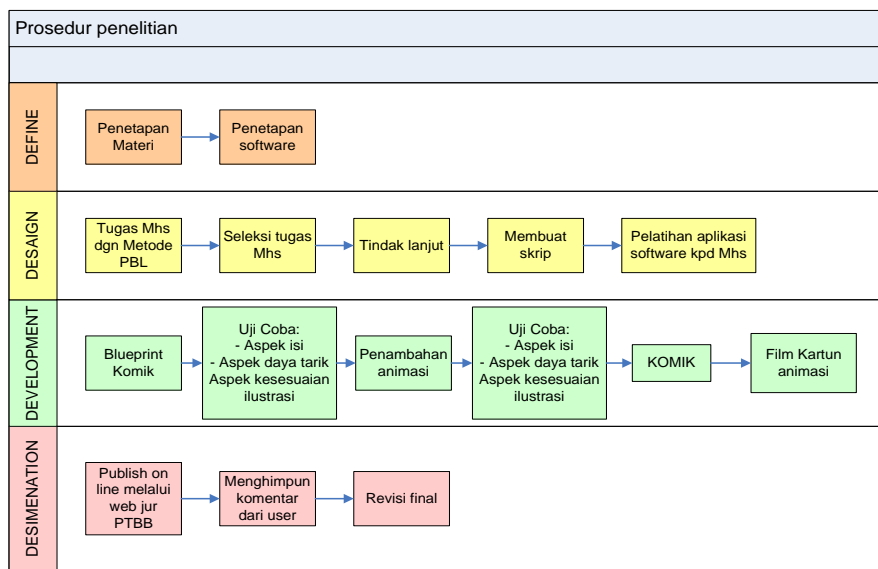 Prosedur penelitian
DEFINE
Penetapan
Materi
Penetapan
software
DESAIGN
Tugas Mhs
dgn Metode
PBL
Seleksi tugas
Mhs
Tindak lanjut
Membuat
skrip
Pelatihan aplikasi
software kpd Mhs
DEVELOPMENT
Blueprint
Komik
Uji Coba:
- Aspek isi
- Aspek daya tarik
Aspek kesesuaian
ilustrasi
Penambahan
animasi
Uji Coba:
- Aspek isi
- Aspek daya tarik
Aspek kesesuaian
ilustrasi
KOMIK
Film Kartun
animasi
DESIMENATION
Publish on
line melalui
web jur
PTBB
Menghimpun
komentar
dari user
Revisi final